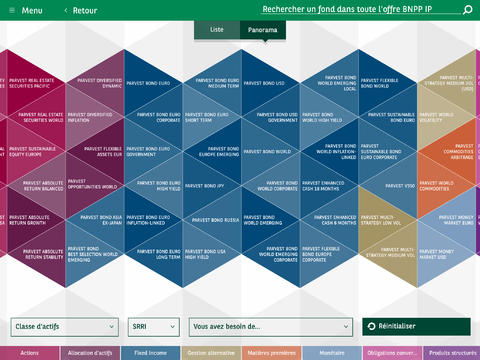 Menu
Retour
Rechercher un fond dans toute l'offre BNPP IP
Liste
Panorama
PARVEST REAL ESTATE
SECURITIES PACIFIC
PARVEST DIVERSIFIED
DYNAMIC
PARVEST BOND EURO
PARVEST BOND EURO
MEDIUM TERM
PARVEST BOND USD
PARVEST BOND
WORLD EMERGING
LOCAL
PARVEST FLEXIBLE
BOND WORLD
PARVEST MULTI-
STRATEGY MEDIUM VOL
(USD)
PARVEST REAL ESTATE
SECURITIES WORLD
PARVEST DIVERSIFIED
INFLATION
PARVEST BOND EURO
CORPORATE
PARVEST BOND EURO
SHORT TERM
PARVEST BOND USD
GOVERNMENT
PARVEST BOND
WORLD HIGH YIELD
PARVEST SUSTAINABLE
BOND EURO
PARVEST WORLD
VOLATILITY
PARVEST SUSTAINABLE
EQUITY EUROPE
PARVEST FLEXIBLE
ASSETS EUR
PARVEST BOND EURO
GOVERNMENT
PARVEST BOND
EUROPE EMERGING
PARVEST BOND WORLD
PARVEST BOND
WORLD INFLATION-
LINKED
PARVEST
SUSTAINABLE BOND
EURO CORPORATE
PARVEST
COMMODITIES
ARBITRAGE
PARVEST ABSOLUTE
RETURN BALANCED
PARVEST
OPPORTUNITIES WORLD
PARVEST BOND EURO
HIGH YIELD
PARVEST BOND JPY
PARVEST BOND
WORLD CORPORATE
PARVEST ENHANCED
CASH 18 MONTHS
PARVEST V350
PARVEST WORLD
COMMODITIES
PARVEST ABSOLUTE
RETURN GROWTH
PARVEST BOND ASIA
EX-JAPAN
PARVEST BOND EURO
INFLATION-LINKED
PARVEST BOND RUSSIA
PARVEST BOND
WORLD EMERGING
PARVEST ENHANCED
CASH 6 MONTHS
PARVEST MULTI-
STRATEGY LOW VOL
PARVEST MONEY
MARKET EURO
PARVEST ABSOLUTE
RETURN STABILITY
PARVEST BOND
BEST SELECTION WORLD
EMERGING
PARVEST BOND EURO
LONG TERM
PARVEST BOND USA
HIGH YIELD
PARVEST BOND
WORLD EMERGING
CORPORATE
PARVEST FLEXIBLE
BOND EUROPE
CORPORATE
PARVEST MULTI-
STRATEGY MEDIUM VOL
PARVEST MONEY
MARKET USD
Classe d'actifs
SRRI
Vous avez besoin de...
Réinitialiser
Actions
Allocation d'actifs
Fixed Income
Gestion alternative
Matières premières
Monétaire
Obligations conver...
Produits structurés